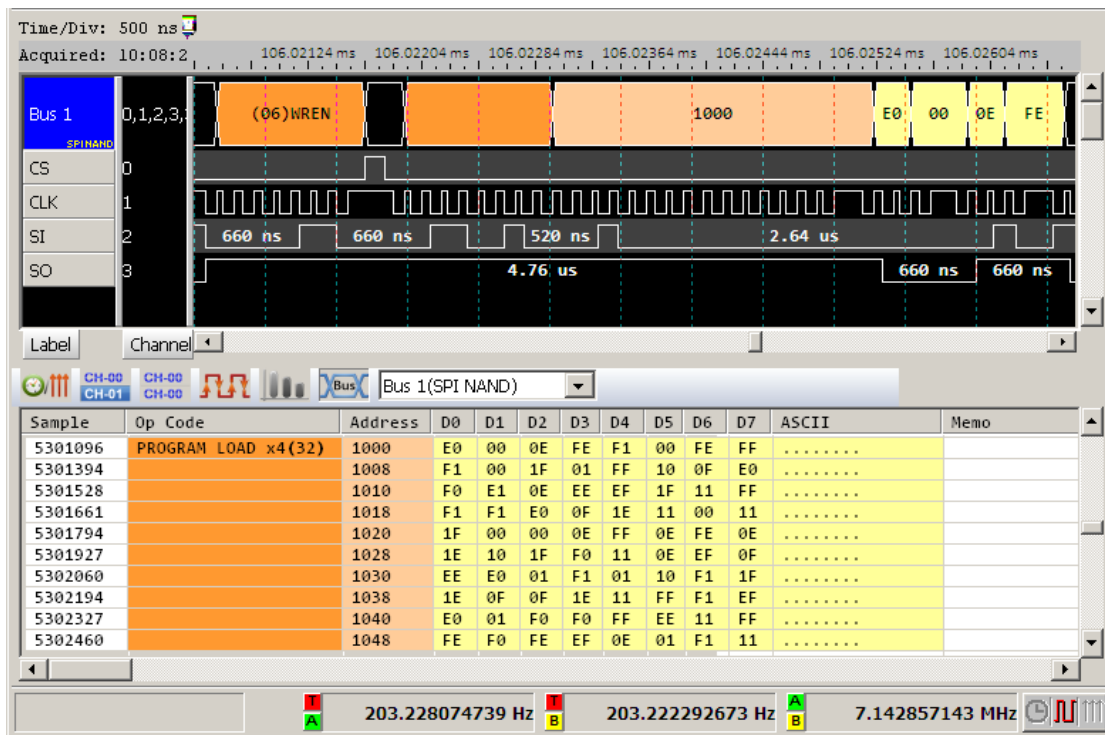 Time/Div: 500 ns
Acquired: 10:08:2 106.02124 ms 106.02204 ms 106.02284 ms 106.02364 ms 106.02444 ms 106.02524 ms 106.02604 ms
Bus 1 0,1,2,3, (06)WREN 1000 E0 00 0E FE
SPINAND
CS 0
CLK 1
SI 2 660 ns 660 ns 520 ns 2.64 us
SO 3 4.76 us 660 ns 660 ns
Label Channel
CH-00 CH-00
CH-01 CH-00 Bus Bus 1(SPI NAND)
Sample Op Code Address D0 D1 D2 D3 D4 D5 D6 D7 ASCII Memo
5301096 PROGRAM LOAD x4(32) 1000 E0 00 0E FE F1 00 FE FF ........
5301394 1008 F1 00 1F 01 FF 10 0F E0 ........
5301528 1010 F0 E1 0E EE EF 1F 11 FF ........
5301661 1018 F1 F1 E0 0F 1E 11 00 11 ........
5301794 1020 1F 00 00 0E FF 0E FE 0E ........
5301927 1028 1E 10 1F F0 11 0E EF 0F ........
5302060 1030 EE E0 01 F1 01 10 F1 1F ........
5302194 1038 1E 0F 0F 1E 11 FF F1 EF ........
5302327 1040 E0 01 F0 F0 FF EE 11 FF ........
5302460 1048 FE F0 FE EF 0E 01 F1 11 ........
T A 203.228074739 Hz T B 203.222292673 Hz A B 7.142857143 MHz